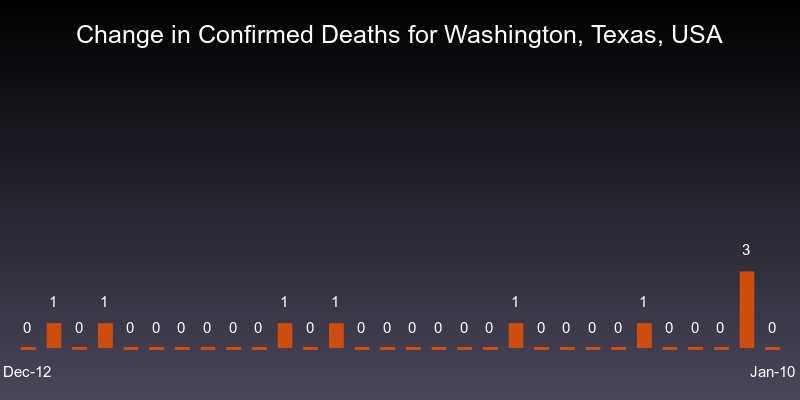 Change in Confirmed Deaths for Washington, Texas, USA
3
1 1 1 1 1 1
0 0 0 0 0 0 0 0 0 0 0 0 0 0 0 0 0 0 0 0 0 0 0
Dec-12 Jan-10